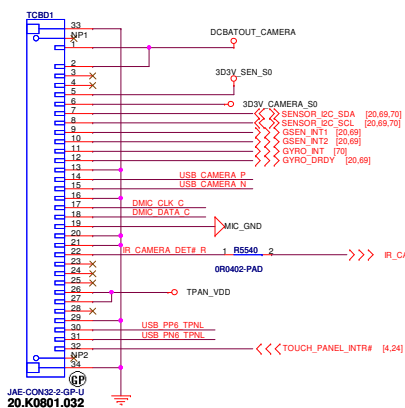 TCBD1
33
NP1
1
DCBATOUT_CAMERA
2
3
3D3V_SEN_S0
4
5
6
3D3V_CAMERA_S0
7
SENSOR_I2C_SDA [20,69,70]
8
SENSOR_I2C_SCL [20,69,70]
9
GSEN_INT1 [20,69]
10
GSEN_INT2 [20,69]
11
GYRO_INT [70]
12
GYRO_DRDY [20,69]
13
14
USB_CAMERA_P
15
USB_CAMERA_N
16
17
DMIC_CLK_C
18
DMIC_DATA_C
19
MIC_GND
20
21
22
IR_CAMERA_DET#_R 1 R5540 2
IR_CA
0R0402-PAD
23
24
25
26
TPAN_VDD
27
28
29
30
USB_PP6_TPNL
31
USB_PN6_TPNL
32
TOUCH_PANEL_INTR# [4,24]
NP2
34
GP
JAE-CON32-2-GP-U
20.K0801.032